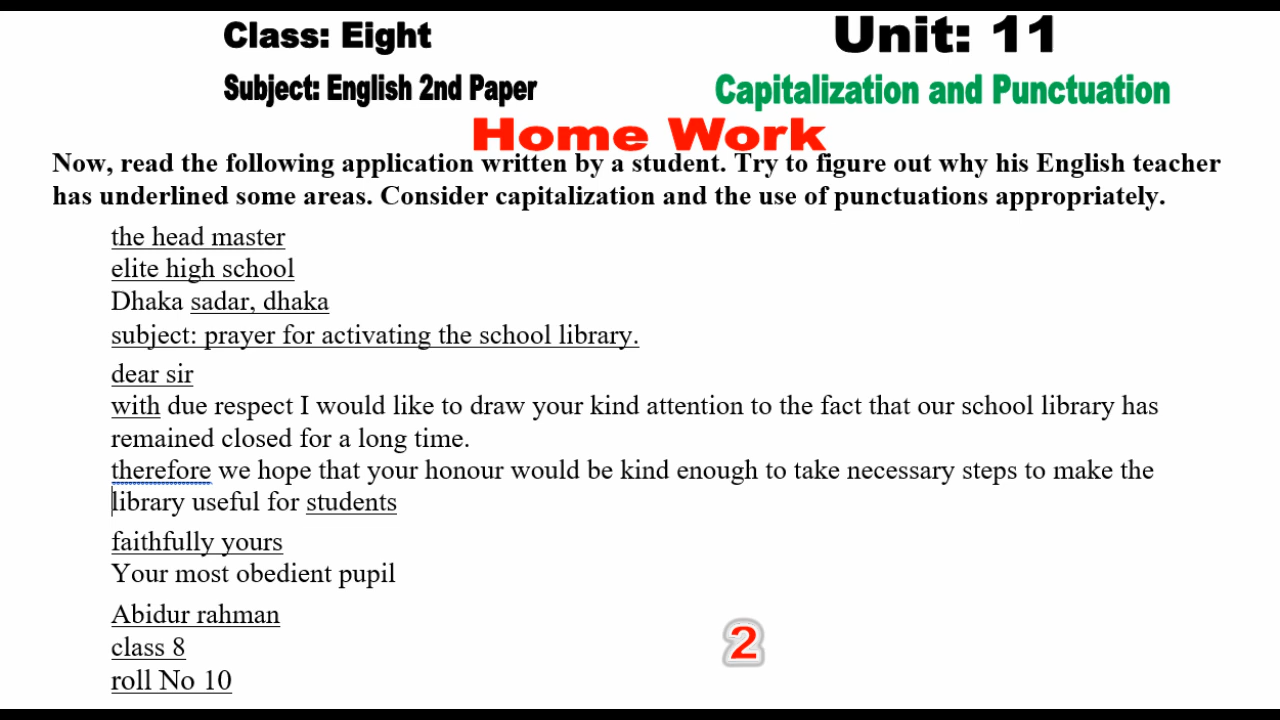 Class: Eight
Unit: 11
Subject: English 2nd Paper
Capitalization and Punctuation
Home Work
Now, read the following application written by a student. Try to figure out why his English teacher
has underlined some areas. Consider capitalization and the use of punctuations appropriately.
the head master
elite high school
Dhaka sadar, dhaka
subject: prayer for activating the school library.
dear sir
with due respect I would like to draw your kind attention to the fact that our school library has
remained closed for a long time.
therefore we hope that your honour would be kind enough to take necessary steps to make the
library useful for students
faithfully yours
Your most obedient pupil
Abidur rahman
class 8
roll No 10
2